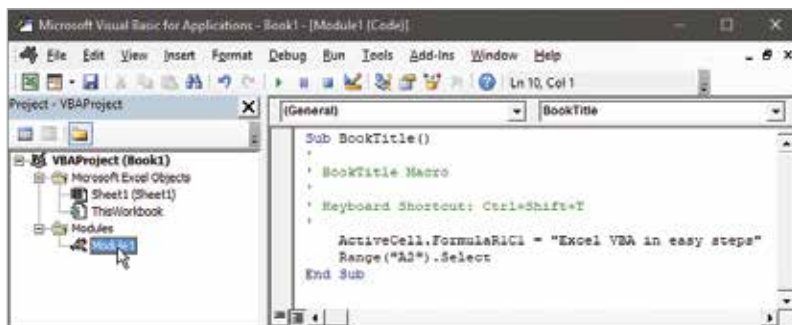 Microsoft Visual Basic for Applications - Book1 - [Module1 (Code)]
File Edit View Insert Format Debug Run Tools Add-Ins Window Help
Ln 10, Col 1
Project - VBAProject
(General)
BookTitle
VBAProject (Book1)
Microsoft Excel Objects
Sheet1 (Sheet1)
ThisWorkbook
Modules
Module1
Sub BookTitle()
'
' BookTitle Macro
'
' Keyboard Shortcut: Ctrl+Shift+T
'
ActiveCell.FormulaR1C1 = "Excel VBA in easy steps"
Range("A2").Select
End Sub